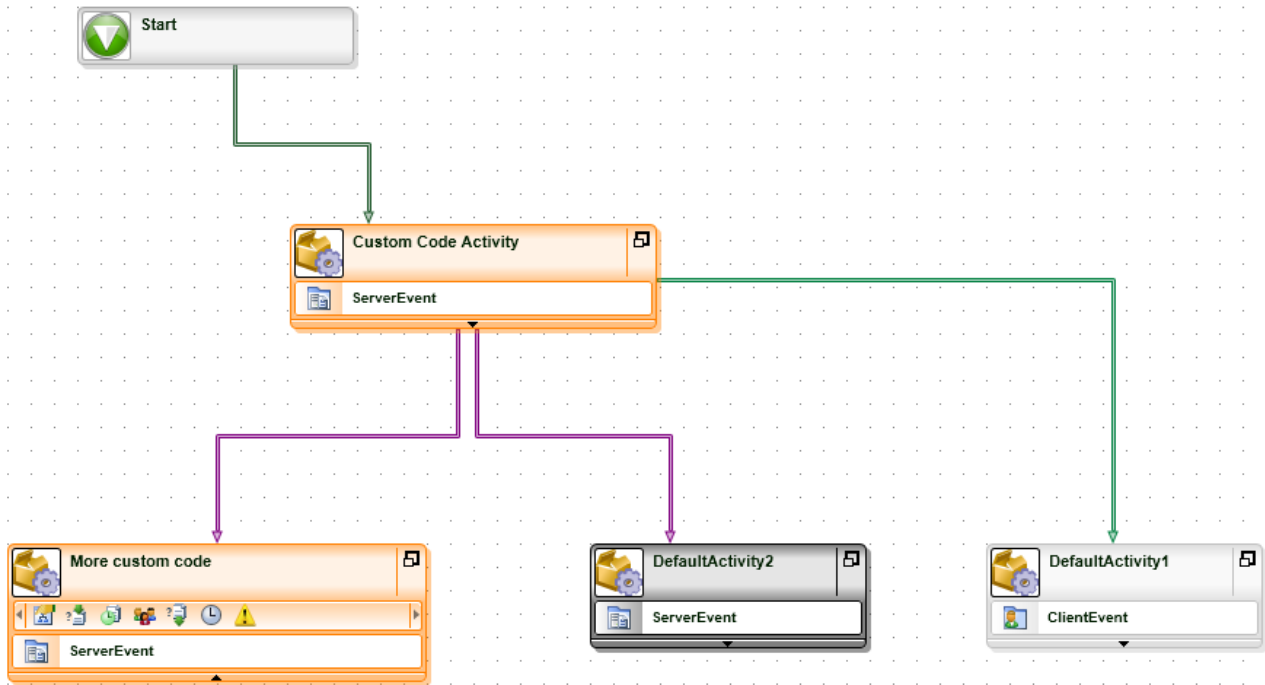 Start
Custom Code Activity
ServerEvent
More custom code
ServerEvent
DefaultActivity2
ServerEvent
DefaultActivity1
ClientEvent